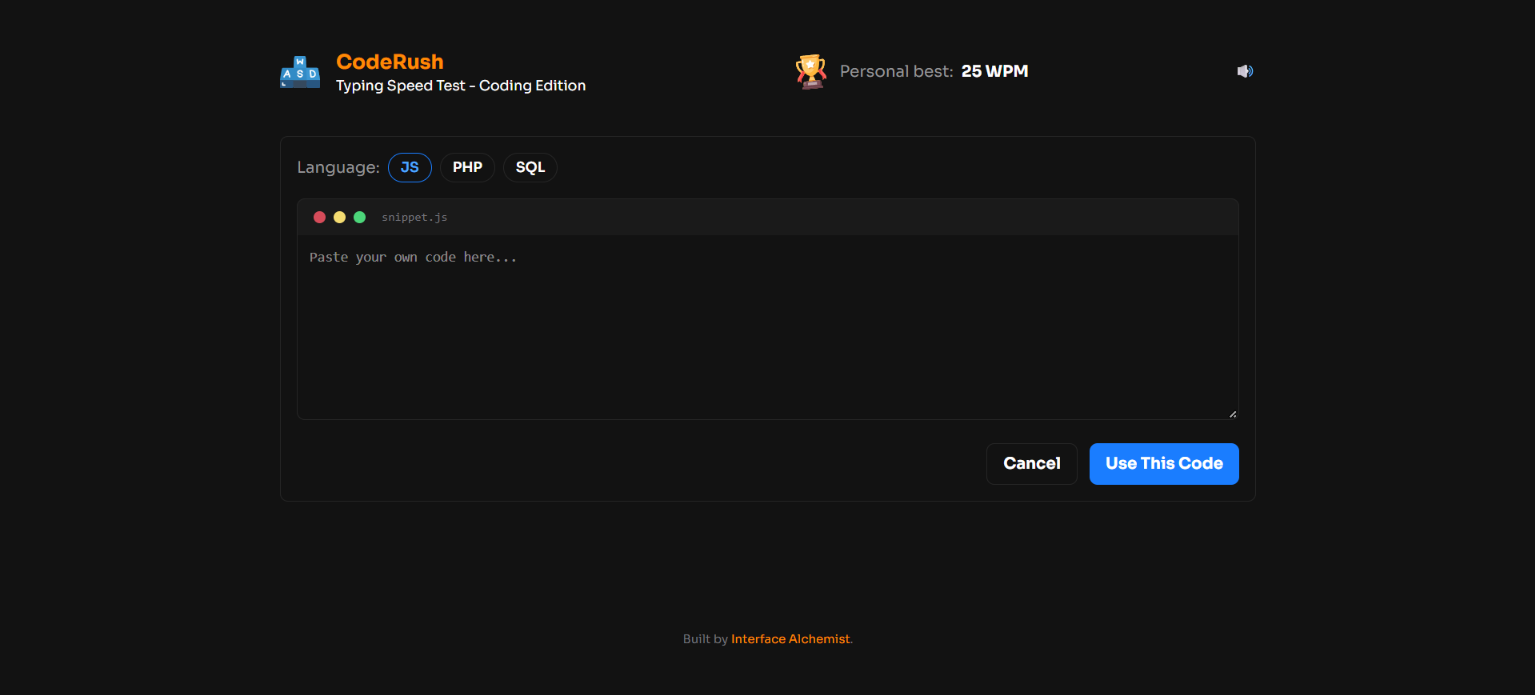 W
A S D
CodeRush
Typing Speed Test - Coding Edition
Personal best: 25 WPM
Language: JS PHP SQL
snippet.js
Paste your own code here...
Cancel Use This Code
Built by Interface Alchemist.